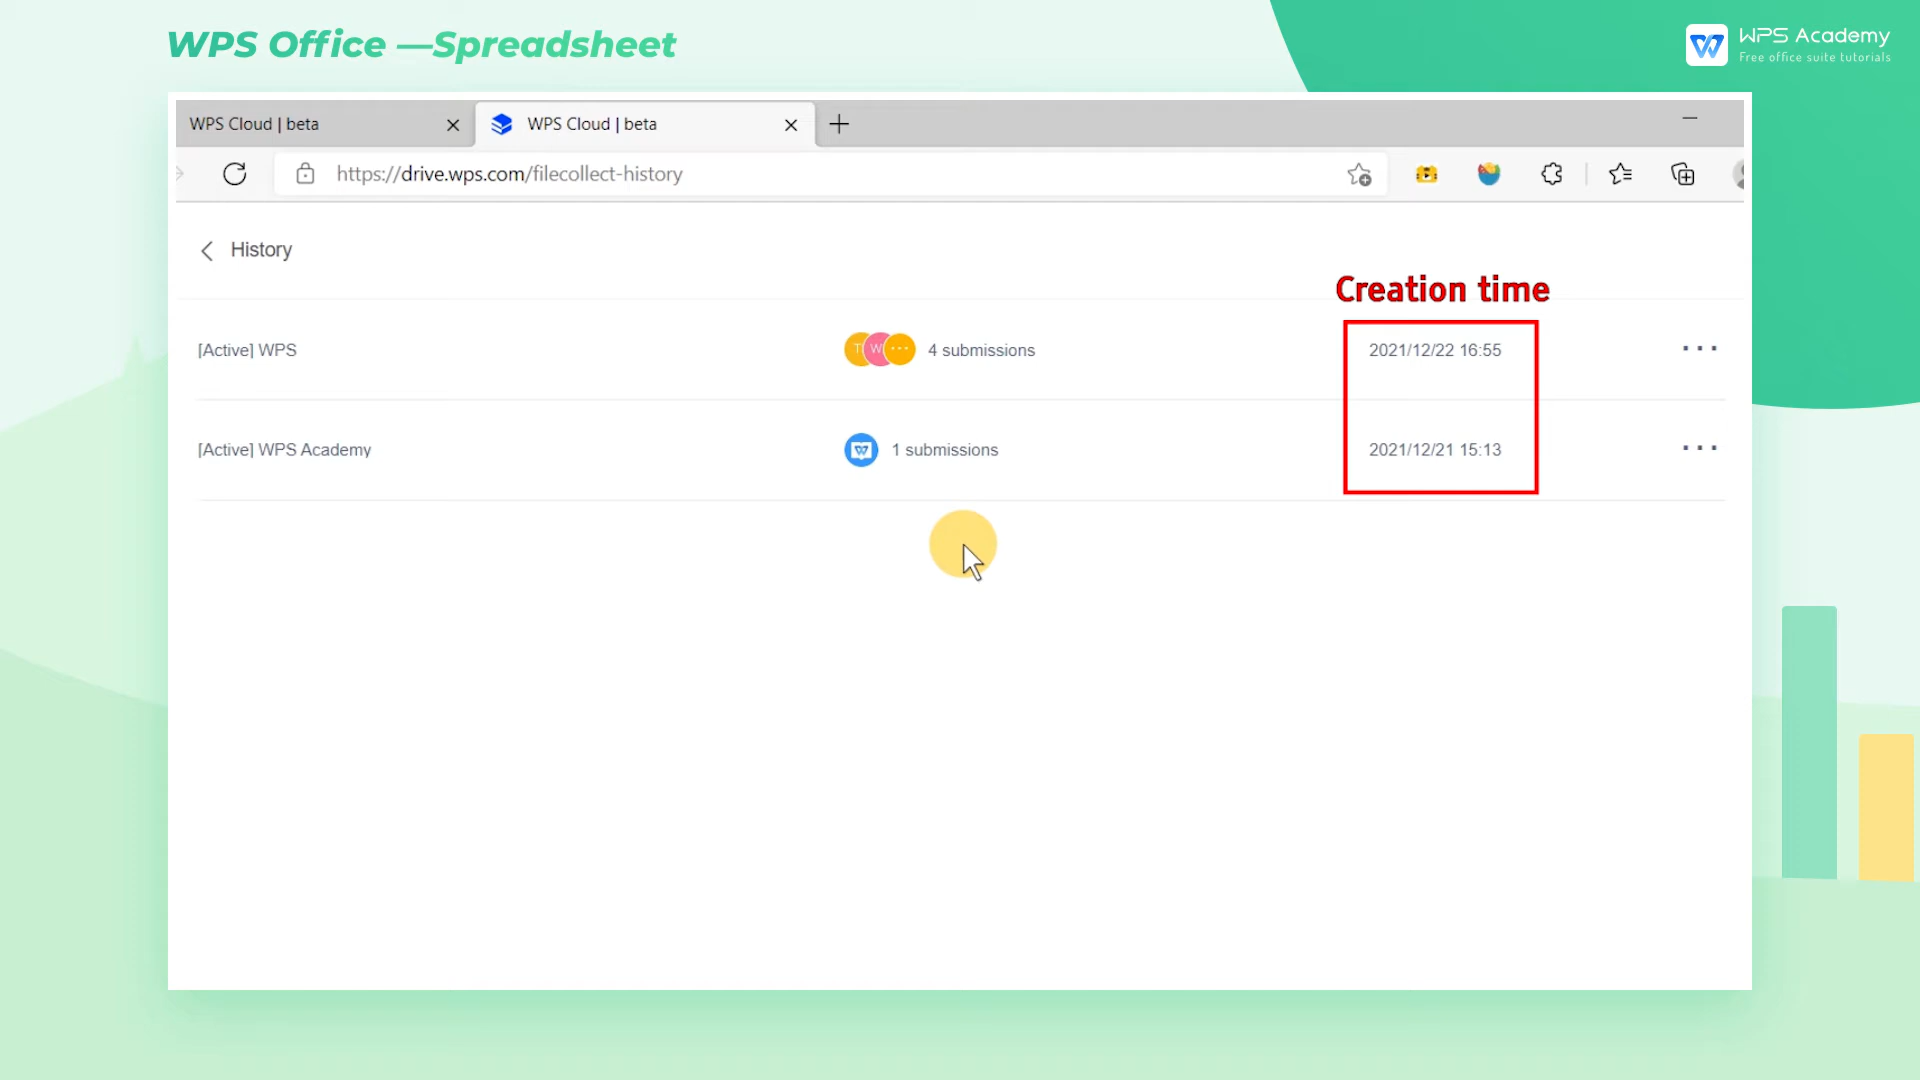 WPS Office —Spreadsheet
WPS Academy
Free office suite tutorials
WPS Cloud | beta
WPS Cloud | beta
https://drive.wps.com/filecollect-history
History
Creation time
[Active] WPS
T W ··· 4 submissions
2021/12/22 16:55
[Active] WPS Academy
1 submissions
2021/12/21 15:13